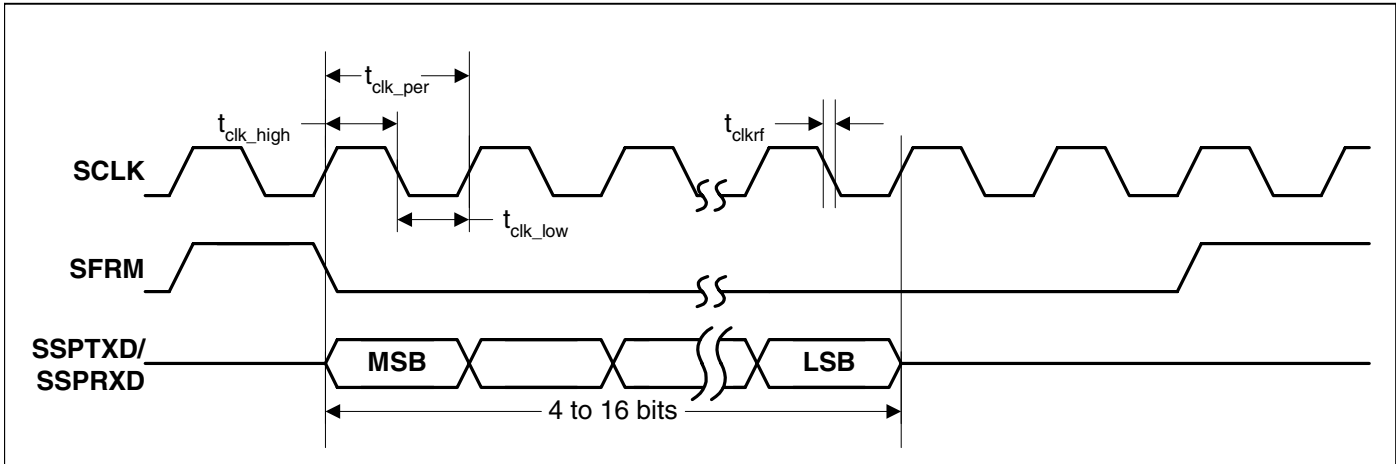 t_clk_per
t_clk_high
t_clkrf
SCLK
t_clk_low
SFRM
SSPTXD/
SSPRXD
MSB
LSB
4 to 16 bits